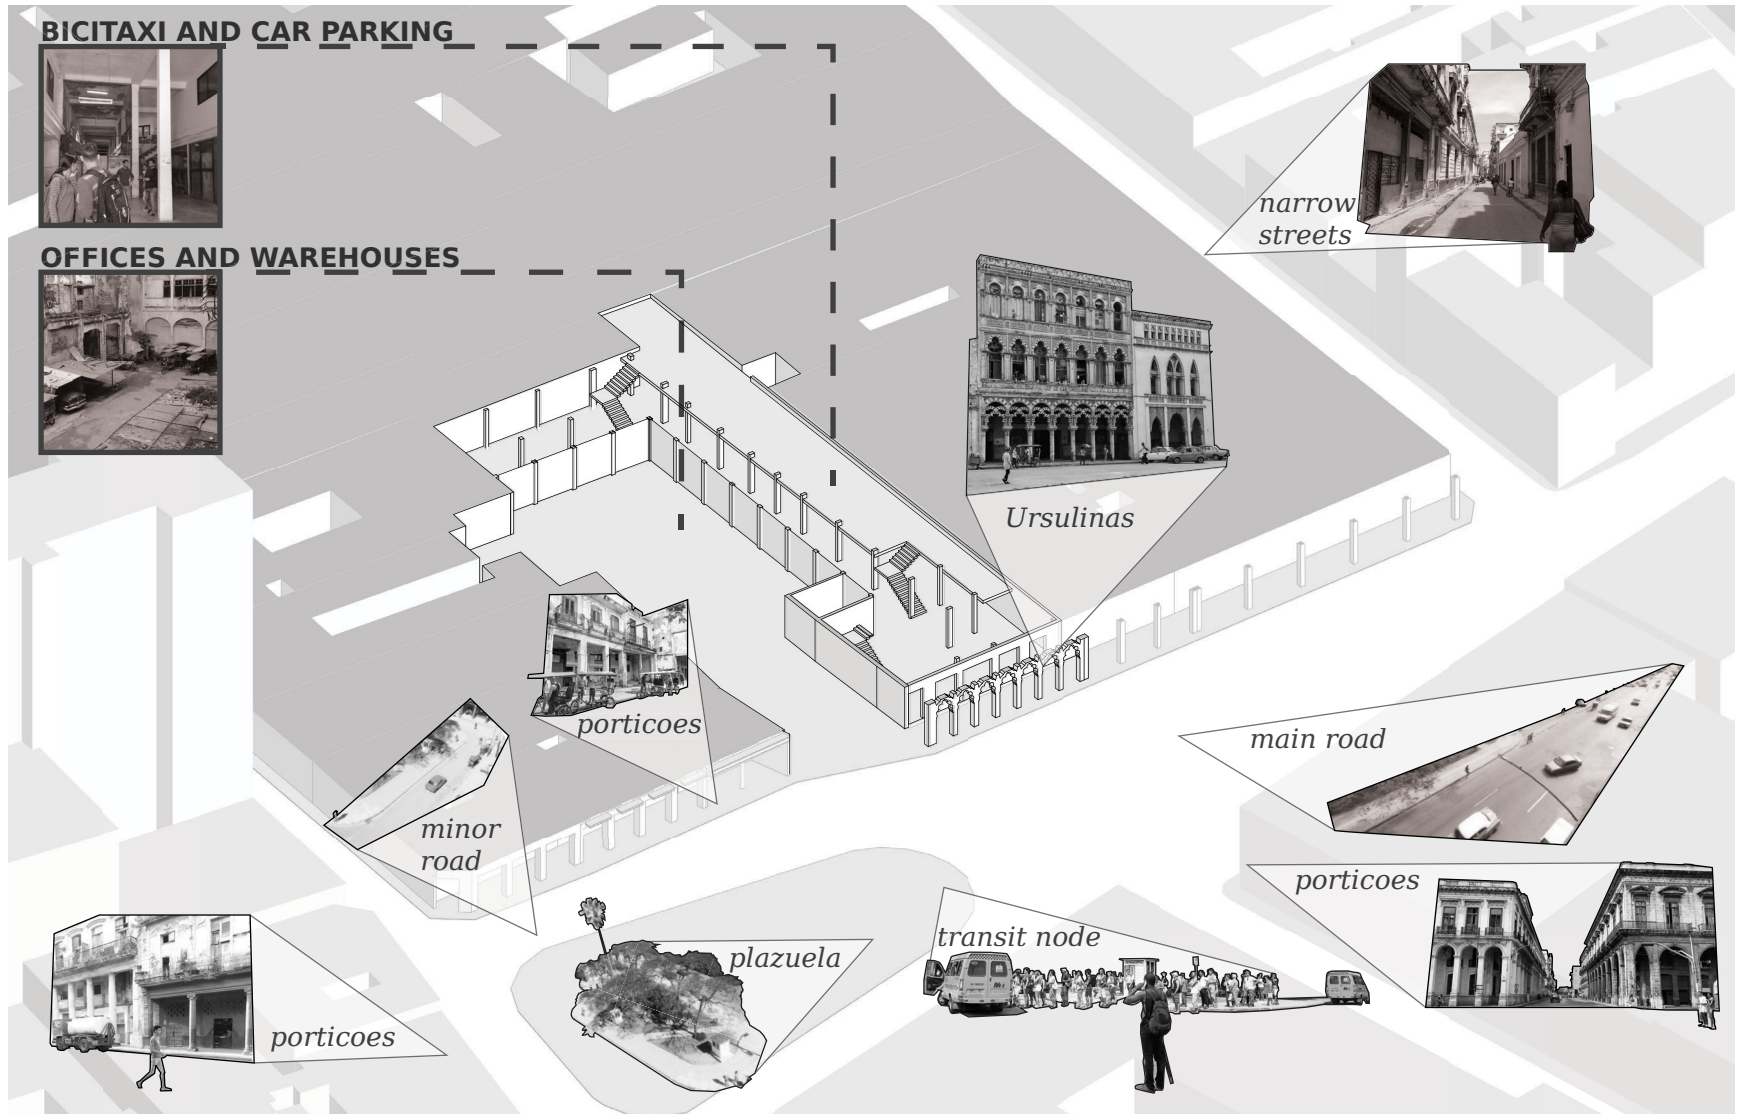 BICITAXI AND CAR PARKING
OFFICES AND WAREHOUSES
narrow
streets
Ursulinas
porticoes
minor
road
main road
porticoes
transit node
plazuela
porticoes